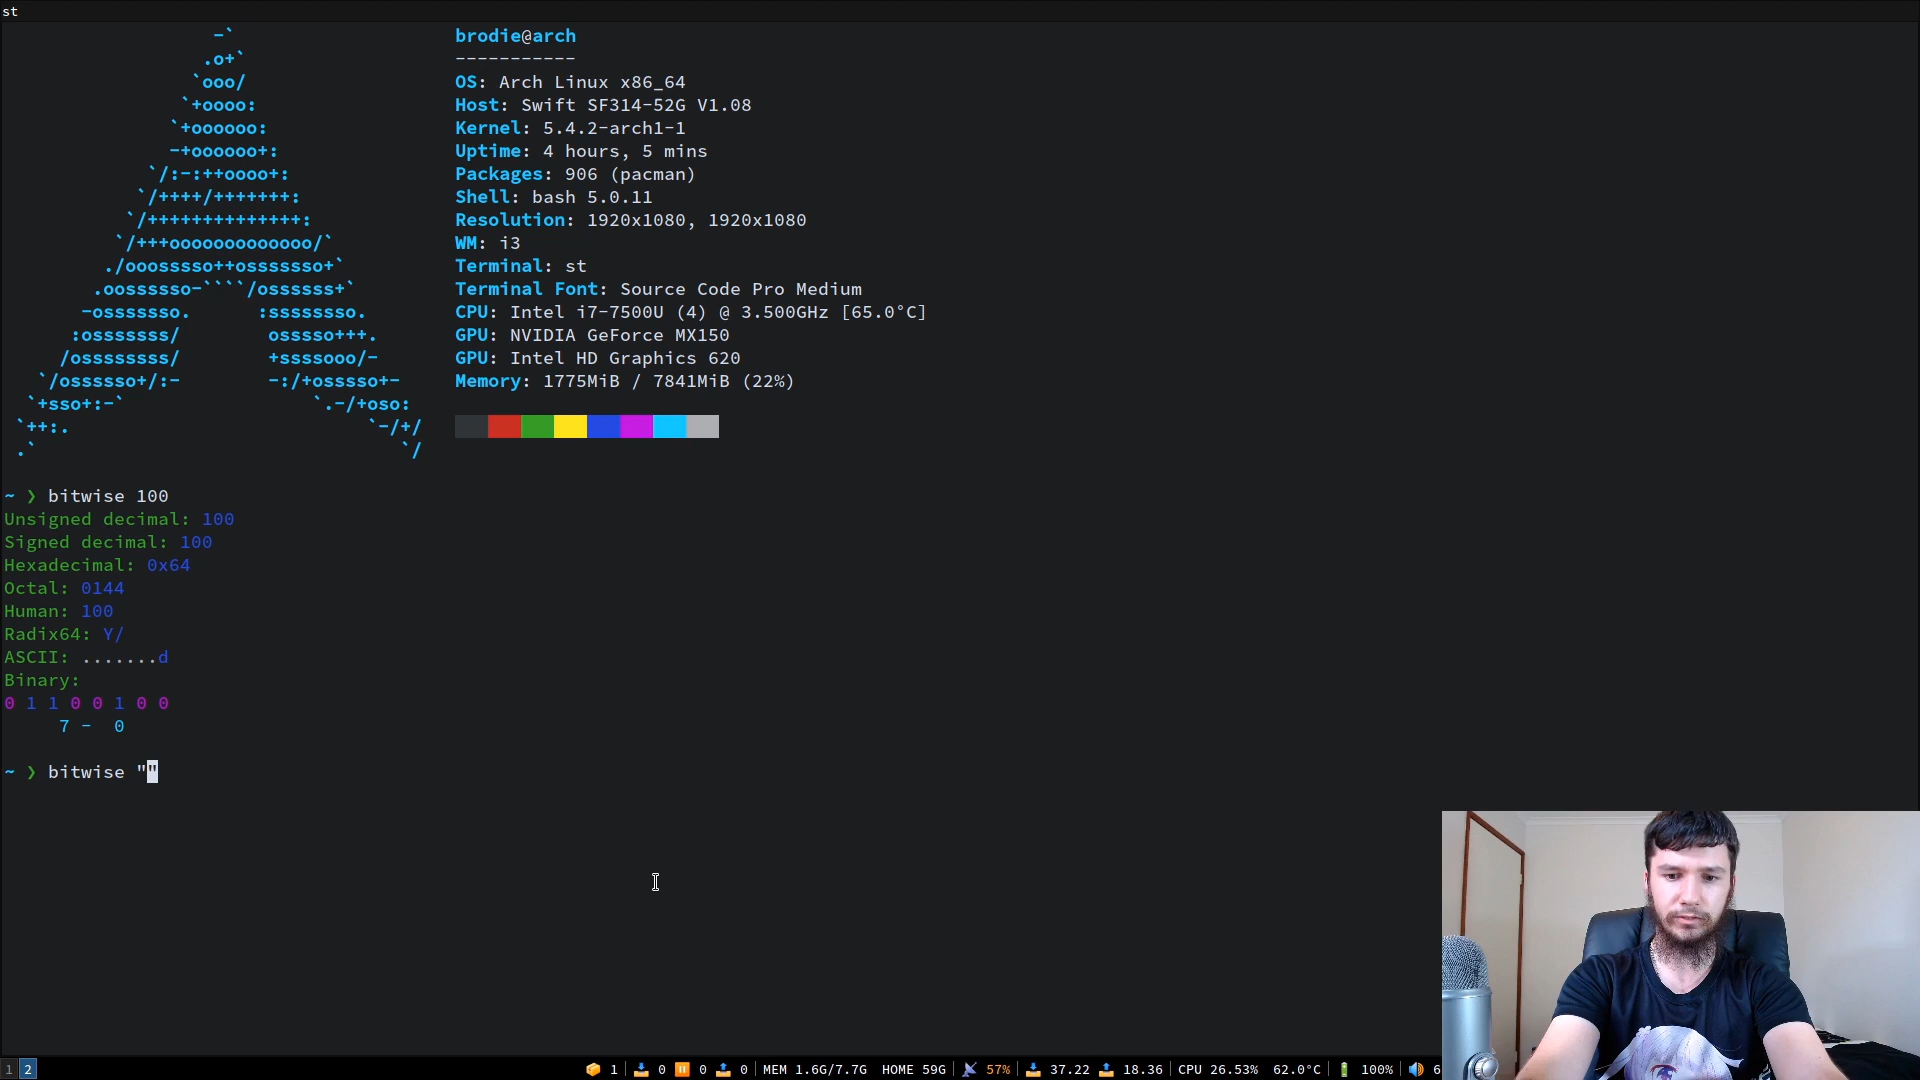 st
brodie@arch
-----------
OS: Arch Linux x86_64
Host: Swift SF314-52G V1.08
Kernel: 5.4.2-arch1-1
Uptime: 4 hours, 5 mins
Packages: 906 (pacman)
Shell: bash 5.0.11
Resolution: 1920x1080, 1920x1080
WM: i3
Terminal: st
Terminal Font: Source Code Pro Medium
CPU: Intel i7-7500U (4) @ 3.500GHz [65.0°C]
GPU: NVIDIA GeForce MX150
GPU: Intel HD Graphics 620
Memory: 1775MiB / 7841MiB (22%)
~ ❯ bitwise 100
Unsigned decimal: 100
Signed decimal: 100
Hexadecimal: 0x64
Octal: 0144
Human: 100
Radix64: Y/
ASCII: .......d
Binary:
0 1 1 0 0 1 0 0
7 - 0
~ ❯ bitwise ""
1 2 1 | 0 0 0 | MEM 1.6G/7.7G HOME 59G | 57% | 37.22 18.36 | CPU 26.53% 62.0°C | 100% | 6